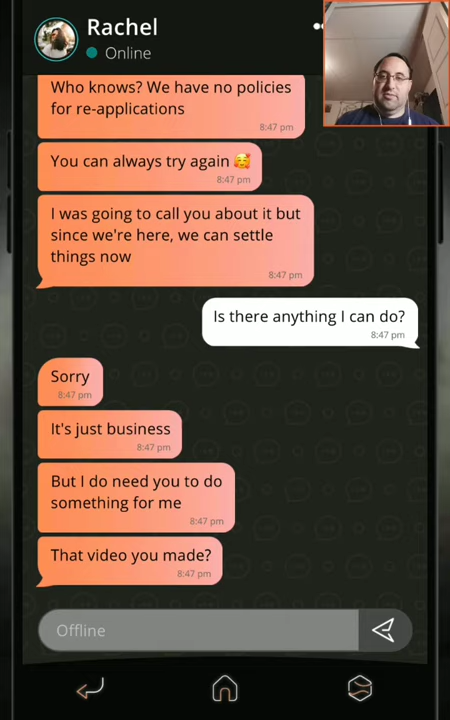 Rachel
Online
Who knows? We have no policies
for re-applications
8:47 pm
You can always try again 🥰
8:47 pm
I was going to call you about it but
since we're here, we can settle
things now
8:47 pm
Is there anything I can do?
8:47 pm
Sorry
8:47 pm
It's just business
8:47 pm
But I do need you to do
something for me
8:47 pm
That video you made?
8:47 pm
Offline